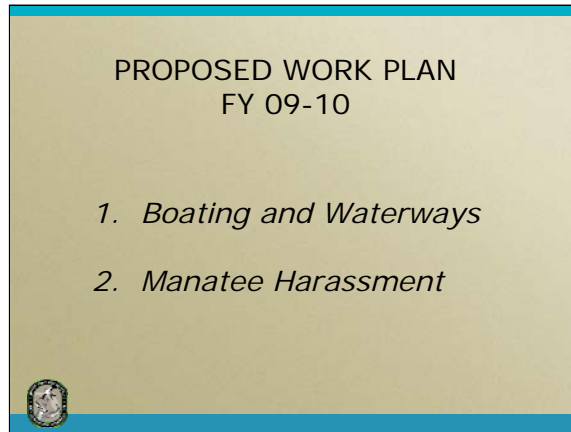 PROPOSED WORK PLAN
FY 09-10
1. Boating and Waterways
2. Manatee Harassment